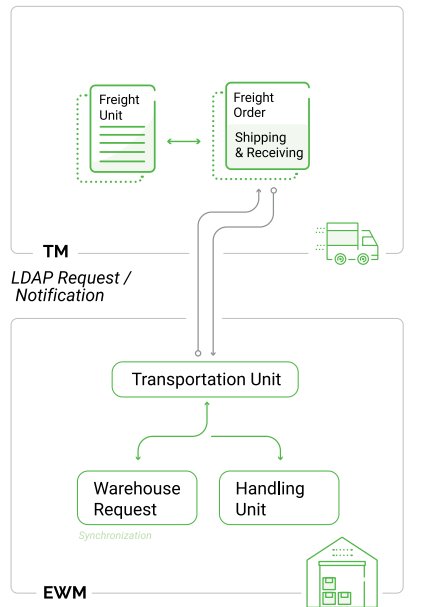 Freight
Unit
Freight
Order
Shipping
& Receiving
TM
LDAP Request /
Notification
Transportation Unit
Warehouse
Request
Handling
Unit
Synchronization
EWM